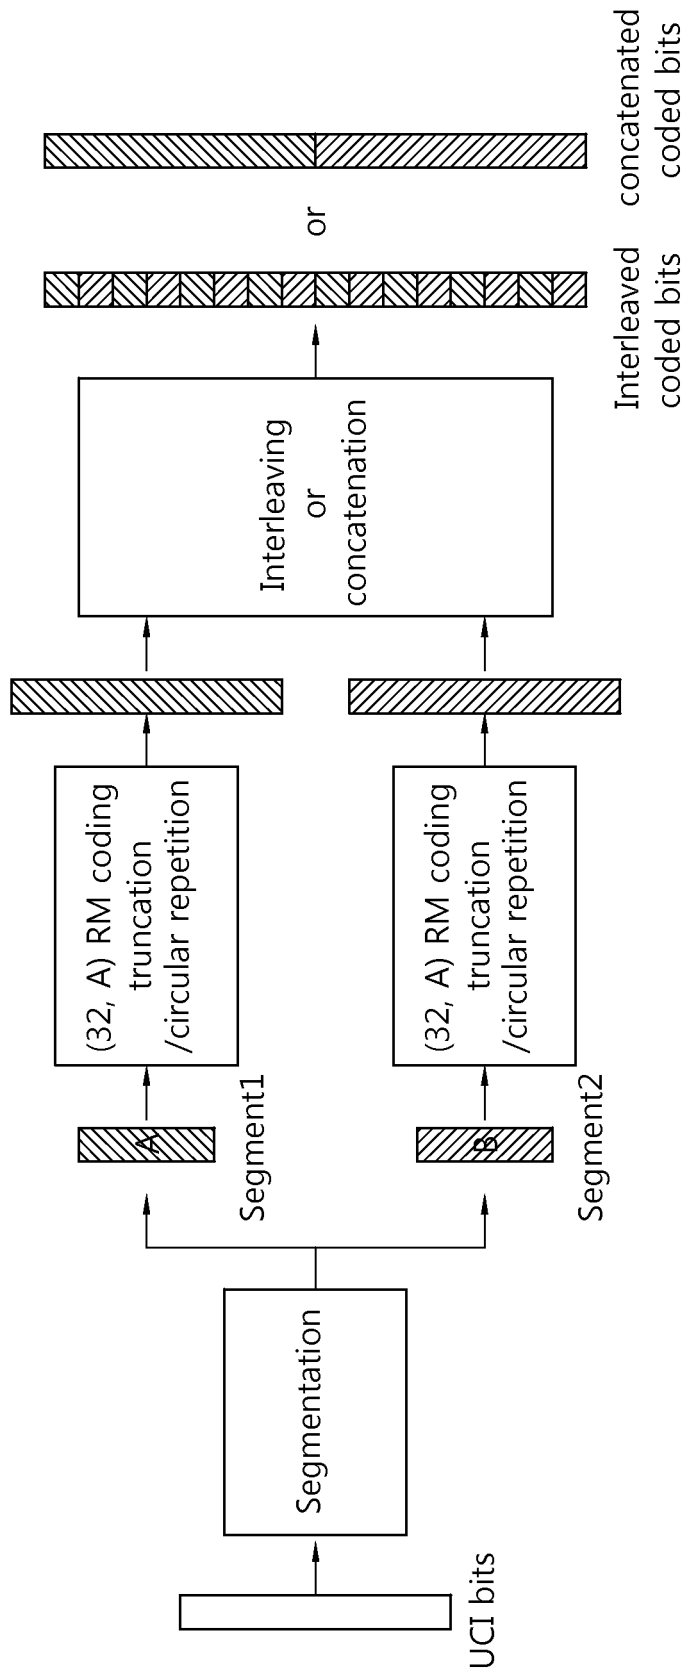 UCI bits
Segmentation
A
Segment1
B
Segment2
(32, A) RM coding
truncation
/circular repetition
(32, A) RM coding
truncation
/circular repetition
Interleaving
or
concatenation
Interleaved
coded bits
or
concatenated
coded bits